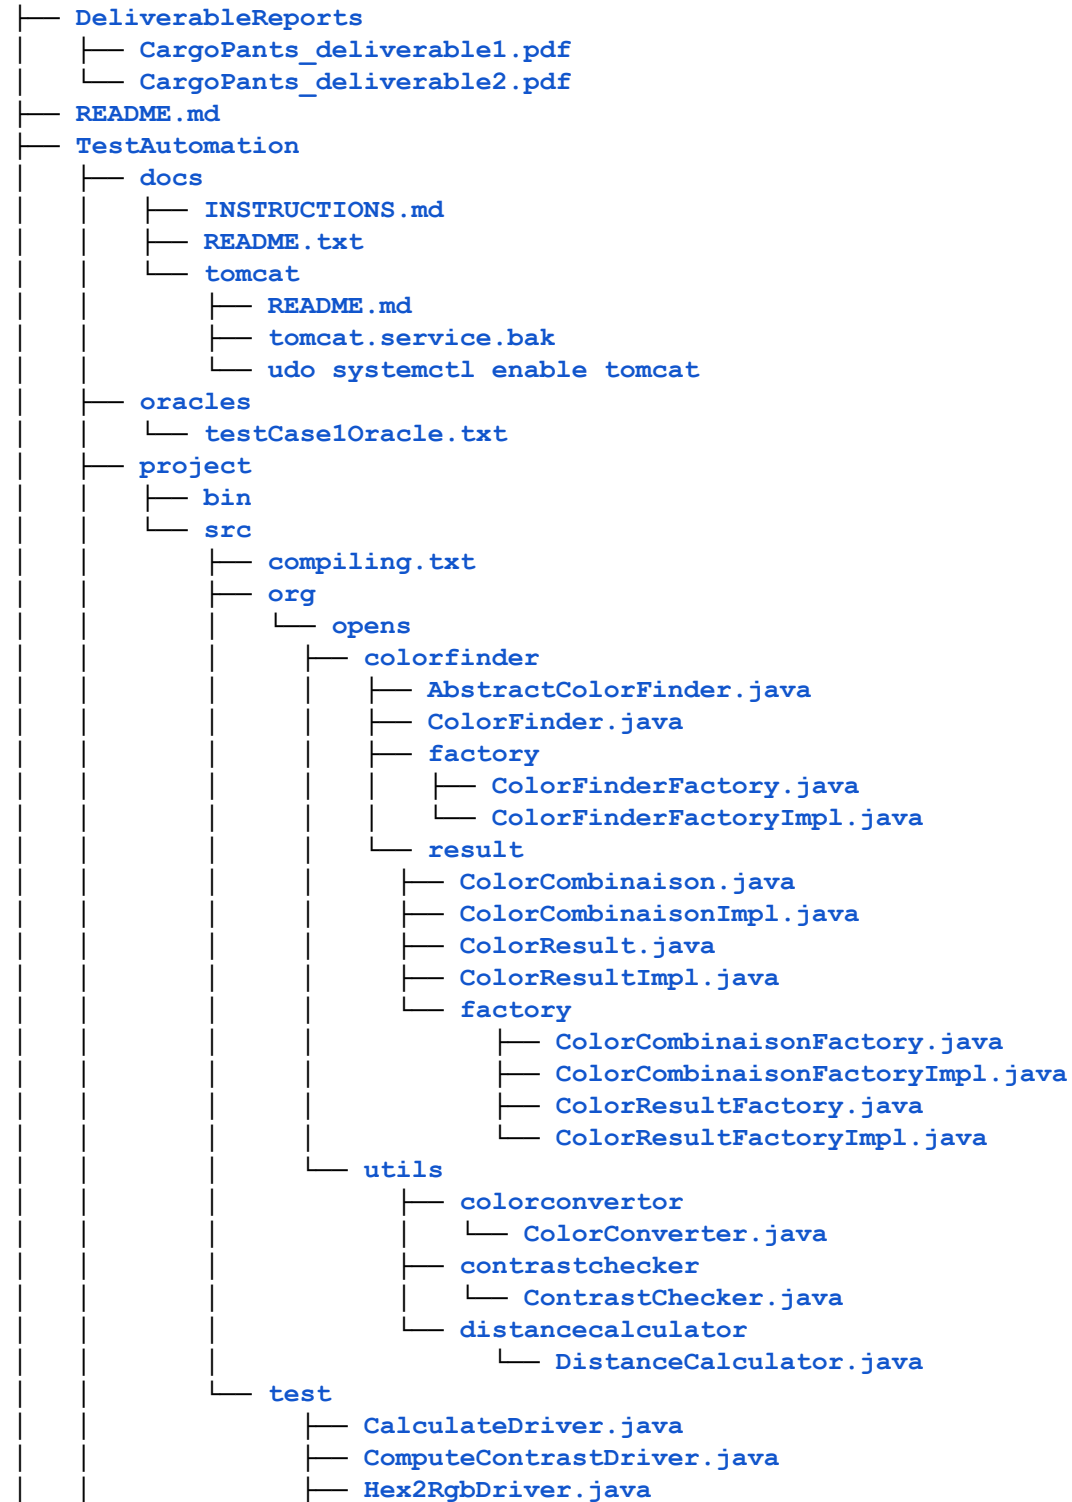 DeliverableReports
CargoPants_deliverable1.pdf
CargoPants_deliverable2.pdf
README.md
TestAutomation
docs
INSTRUCTIONS.md
README.txt
tomcat
README.md
tomcat.service.bak
udo systemctl enable tomcat
oracles
testCase1Oracle.txt
project
bin
src
compiling.txt
org
opens
colorfinder
AbstractColorFinder.java
ColorFinder.java
factory
ColorFinderFactory.java
ColorFinderFactoryImpl.java
result
ColorCombinaison.java
ColorCombinaisonImpl.java
ColorResult.java
ColorResultImpl.java
factory
ColorCombinaisonFactory.java
ColorCombinaisonFactoryImpl.java
ColorResultFactory.java
ColorResultFactoryImpl.java
utils
colorconvertor
ColorConverter.java
contrastchecker
ContrastChecker.java
distancecalculator
DistanceCalculator.java
test
CalculateDriver.java
ComputeContrastDriver.java
Hex2RgbDriver.java